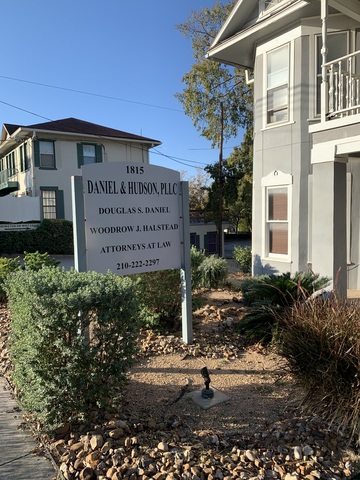 1815
DANIEL & HUDSON, PLLC
DOUGLAS S. DANIEL
WOODROW J. HALSTEAD
ATTORNEYS AT LAW
210-222-2297